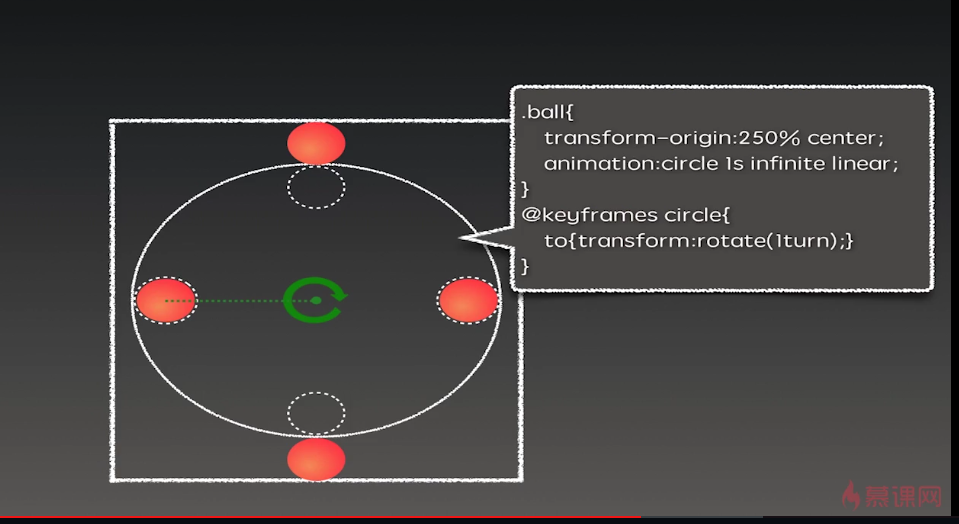 .ball{
transform-origin:250% center;
animation:circle 1s infinite linear;
}
@keyframes circle{
to{transform:rotate(1turn);}
}
慕课网